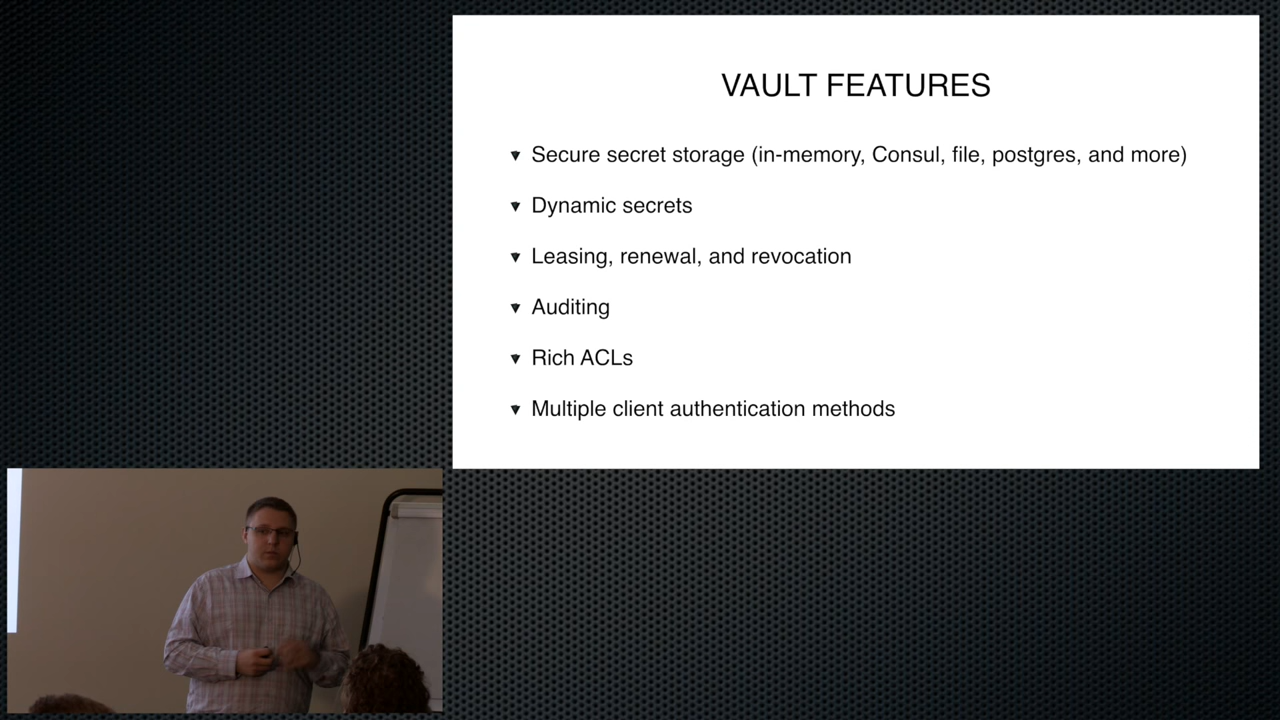 VAULT FEATURES
Secure secret storage (in-memory, Consul, file, postgres, and more)
Dynamic secrets
Leasing, renewal, and revocation
Auditing
Rich ACLs
Multiple client authentication methods